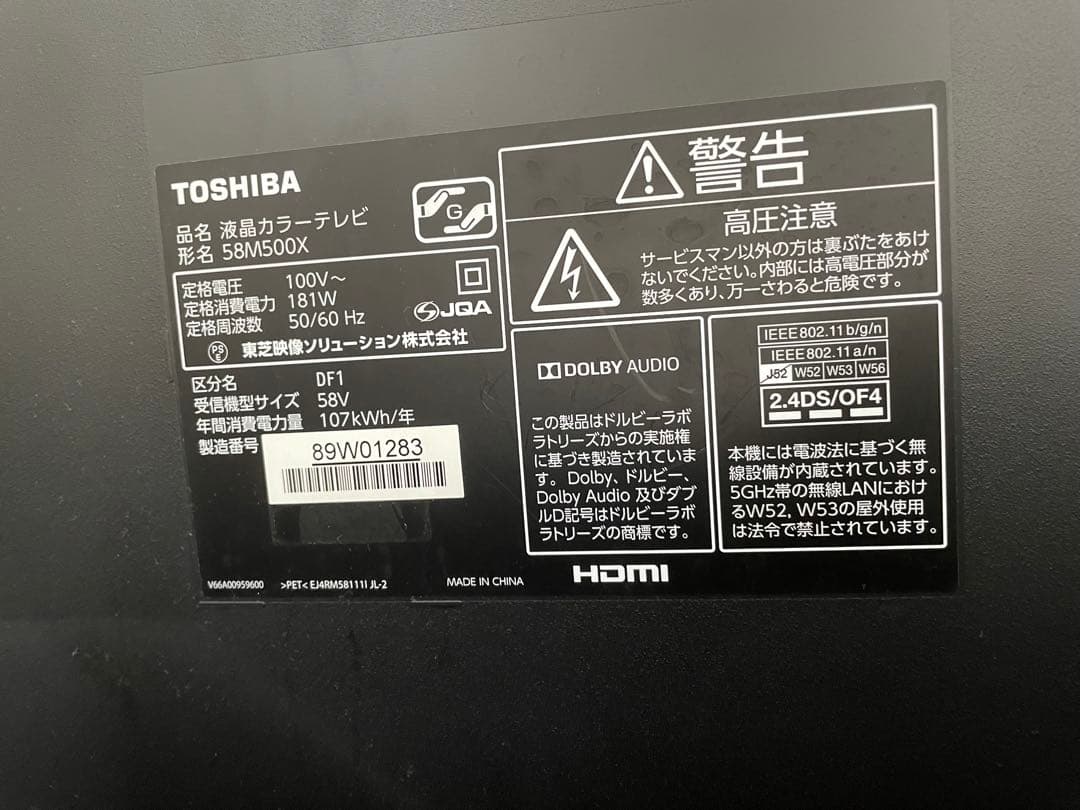 TOSHIBA
品名 液晶カラーテレビ
形名 58M500X
G
定格電圧 100V～
定格消費電力 181W
定格周波数 50/60 Hz
JQA
PS
E
東芝映像ソリューション株式会社
区分名 DF1
受信機型サイズ 58V
年間消費電力量 107kWh/年
製造番号
89W01283
V66A00959600 >PET< EJ4RM58111I JL-2
MADE IN CHINA
警告
高圧注意
サービスマン以外の方は裏ぶたをあけ
ないでください。内部には高電圧部分が
数多くあり、万一さわると危険です。
DOLBY AUDIO
この製品はドルビーラボ
ラトリーズからの実施権
に基づき製造されていま
す。Dolby、ドルビー、
Dolby Audio 及びダブ
ルD記号はドルビーラボ
ラトリーズの商標です。
HDMI
IEEE802.11b/g/n
IEEE802.11a/n
J52 W52 W53 W56
2.4DS/OF4
本機には電波法に基づく無
線設備が内蔵されています。
5GHz帯の無線LANにおけ
るW52, W53の屋外使用
は法令で禁止されています。